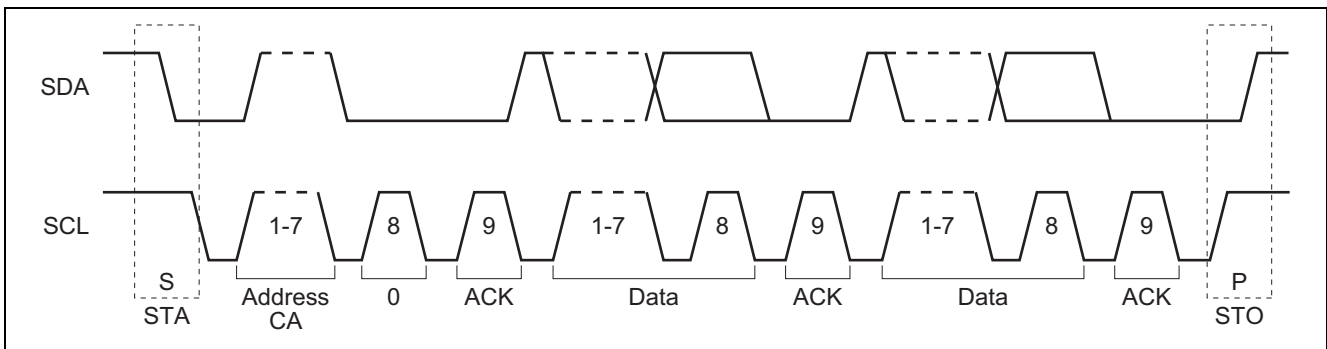 SDA
SCL
1-7 8 9 1-7 8 9 1-7 8 9
S P
Address 0 ACK Data ACK Data ACK
STA CA STO